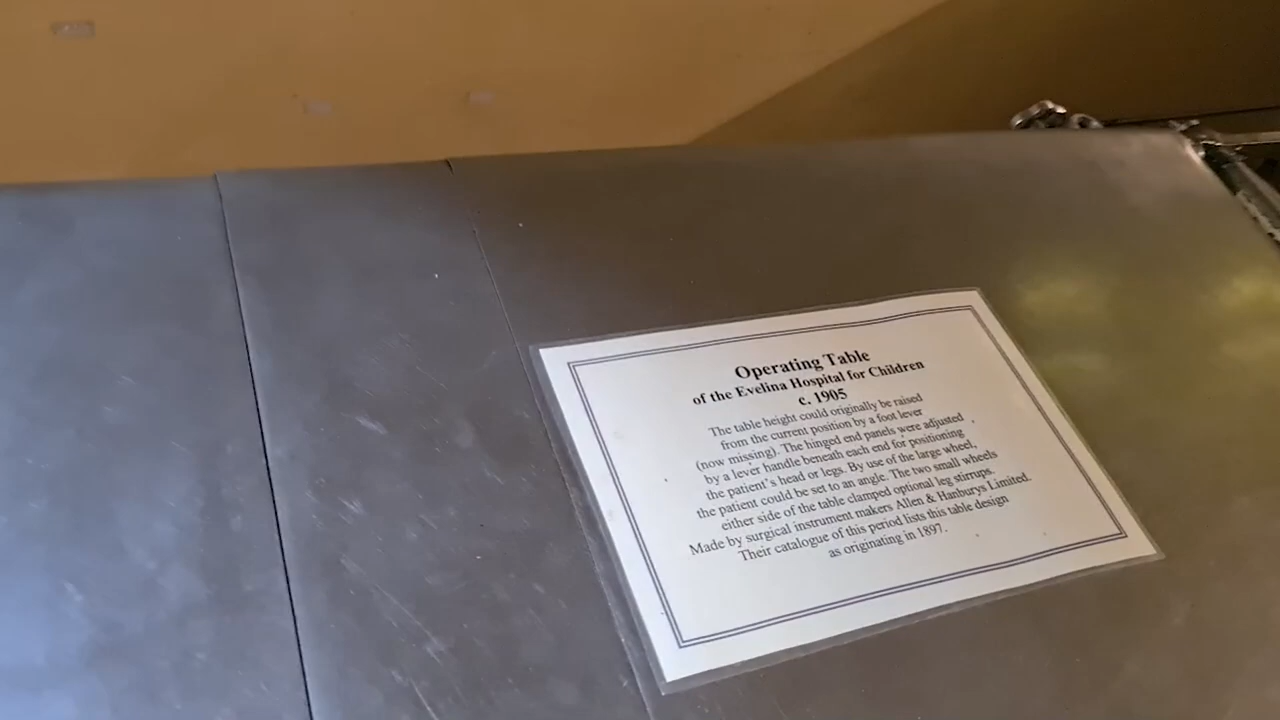 Operating Table
of the Evelina Hospital for Children
c. 1905
The table height could originally be raised
from the current position by a foot lever
(now missing). The hinged end panels were adjusted
by a lever handle beneath each end for positioning
the patient's head or legs. By use of the large wheel,
the patient could be set to an angle. The two small wheels
either side of the table clamped optional leg stirrups.
Made by surgical instrument makers Allen & Hanburys Limited.
Their catalogue of this period lists this table design
as originating in 1897.